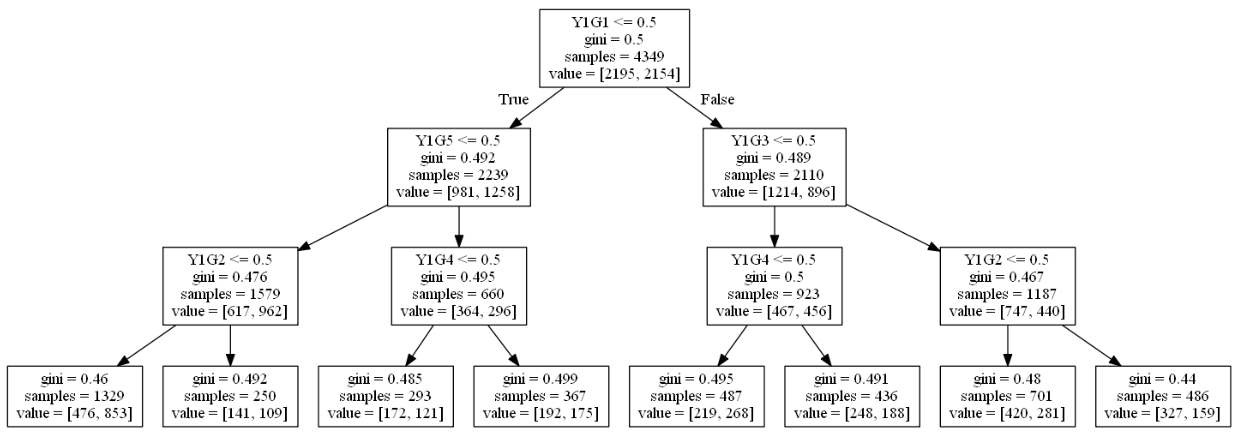 Y1G1 <= 0.5
gini = 0.5
samples = 4349
value = [2195, 2154]
True
False
Y1G5 <= 0.5
gini = 0.492
samples = 2239
value = [981, 1258]
Y1G3 <= 0.5
gini = 0.489
samples = 2110
value = [1214, 896]
Y1G2 <= 0.5
gini = 0.476
samples = 1579
value = [617, 962]
Y1G4 <= 0.5
gini = 0.495
samples = 660
value = [364, 296]
Y1G4 <= 0.5
gini = 0.5
samples = 923
value = [467, 456]
Y1G2 <= 0.5
gini = 0.467
samples = 1187
value = [747, 440]
gini = 0.46
samples = 1329
value = [476, 853]
gini = 0.492
samples = 250
value = [141, 109]
gini = 0.485
samples = 293
value = [172, 121]
gini = 0.499
samples = 367
value = [192, 175]
gini = 0.495
samples = 487
value = [219, 268]
gini = 0.491
samples = 436
value = [248, 188]
gini = 0.48
samples = 701
value = [420, 281]
gini = 0.44
samples = 486
value = [327, 159]